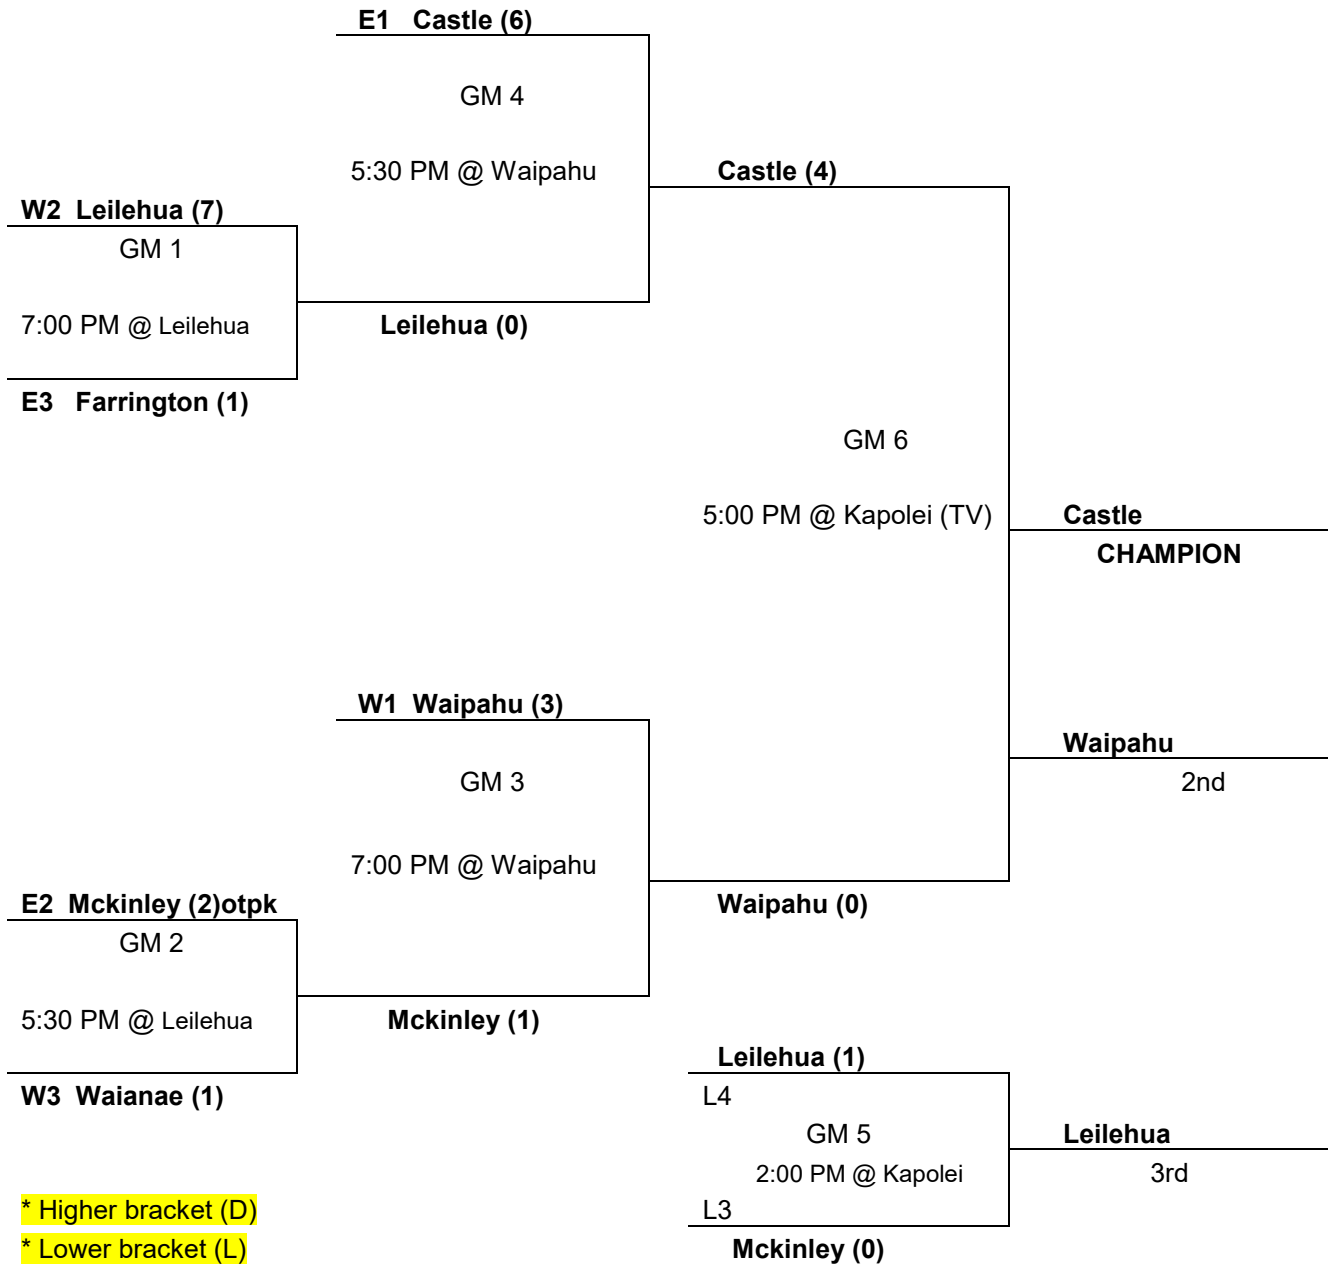 E1 Castle (6)
GM 4
5:30 PM @ Waipahu
Castle (4)
W2 Leilehua (7)
GM 1
7:00 PM @ Leilehua
Leilehua (0)
E3 Farrington (1)
GM 6
5:00 PM @ Kapolei (TV)
Castle
CHAMPION
W1 Waipahu (3)
Waipahu
GM 3
2nd
7:00 PM @ Waipahu
E2 Mckinley (2)otpk
Waipahu (0)
GM 2
5:30 PM @ Leilehua
Mckinley (1)
Leilehua (1)
W3 Waianae (1)
L4
GM 5
Leilehua
2:00 PM @ Kapolei
3rd
* Higher bracket (D)
L3
* Lower bracket (L)
Mckinley (0)